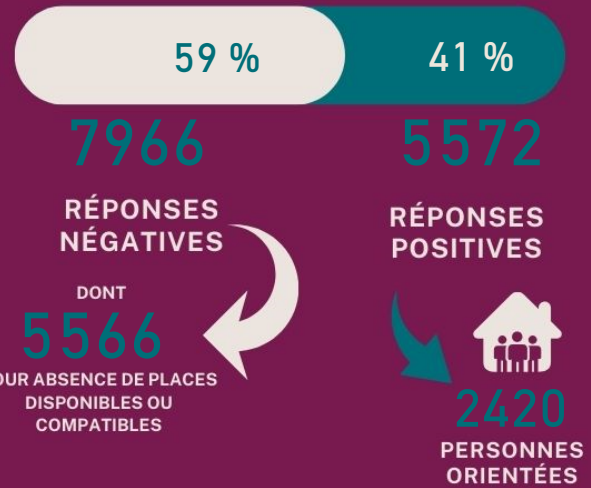 59 %
41 %
7966
5572
RÉPONSES
NÉGATIVES
RÉPONSES
POSITIVES
DONT
5566
OUR ABSENCE DE PLACES
DISPONIBLES OU
COMPATIBLES
2420
PERSONNES
ORIENTÉES